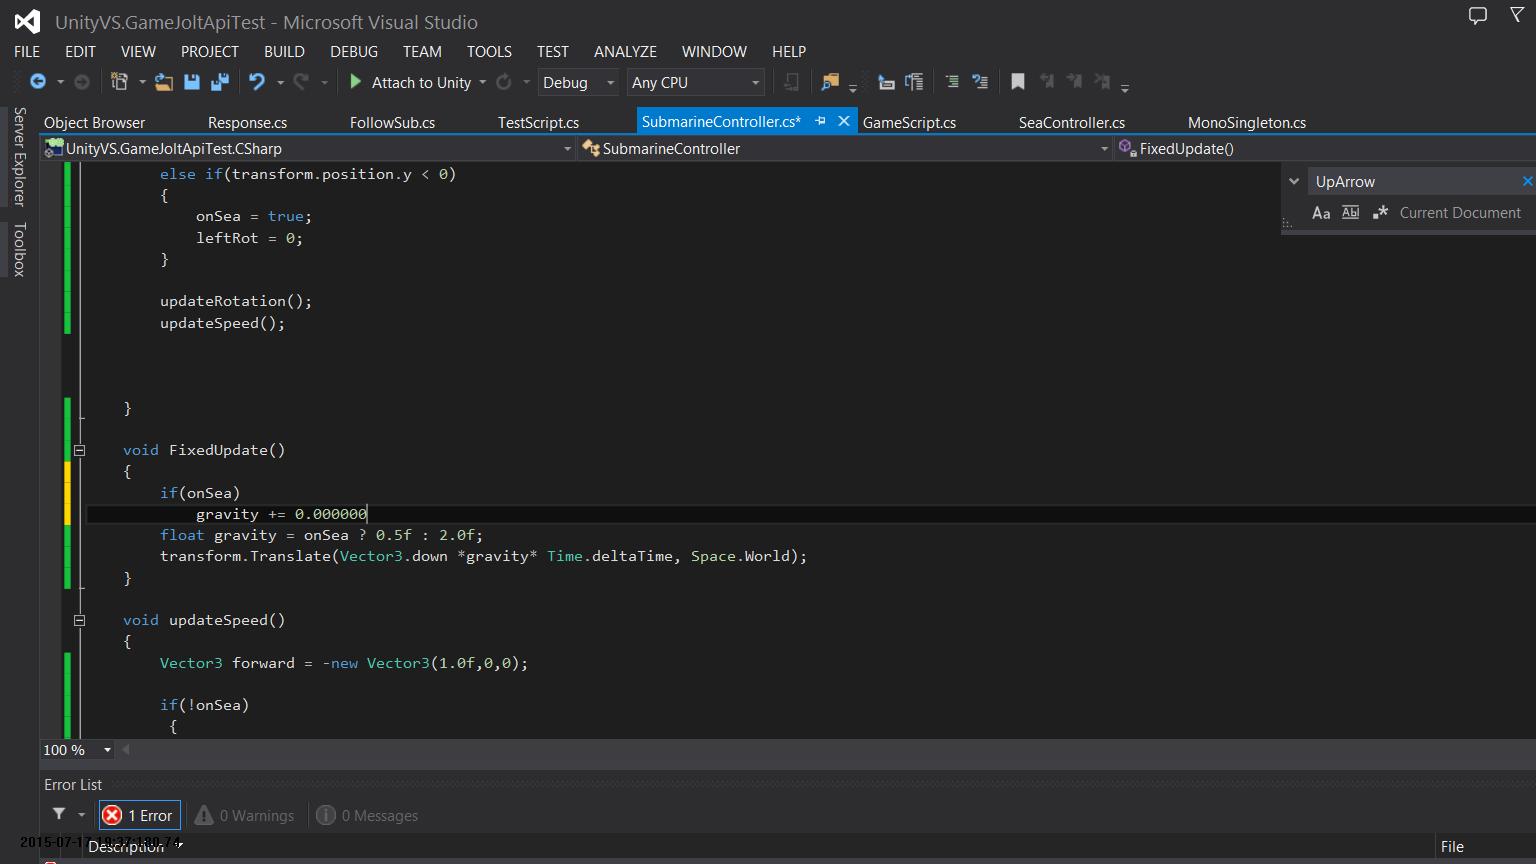 UnityVS.GameJoltApiTest - Microsoft Visual Studio
FILE EDIT VIEW PROJECT BUILD DEBUG TEAM TOOLS TEST ANALYZE WINDOW HELP
Attach to Unity Debug Any CPU
Server Explorer
Toolbox
Object Browser Response.cs FollowSub.cs TestScript.cs SubmarineController.cs* GameScript.cs SeaController.cs MonoSingleton.cs
UnityVS.GameJoltApiTest.CSharp SubmarineController FixedUpdate()
UpArrow
Aa Abl Current Document
else if(transform.position.y < 0)
{
onSea = true;
leftRot = 0;
}
updateRotation();
updateSpeed();
}
void FixedUpdate()
{
if(onSea)
gravity += 0.000000
float gravity = onSea ? 0.5f : 2.0f;
transform.Translate(Vector3.down *gravity* Time.deltaTime, Space.World);
}
void updateSpeed()
{
Vector3 forward = -new Vector3(1.0f,0,0);
if(!onSea)
{
100 %
Error List
1 Error 0 Warnings 0 Messages
Description File